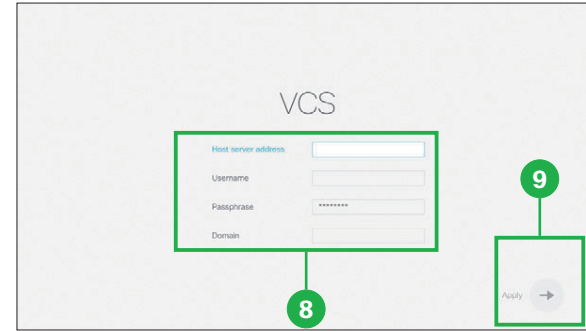 VCS
Host server address
Username
Passphrase ********
Domain
9
Apply
8